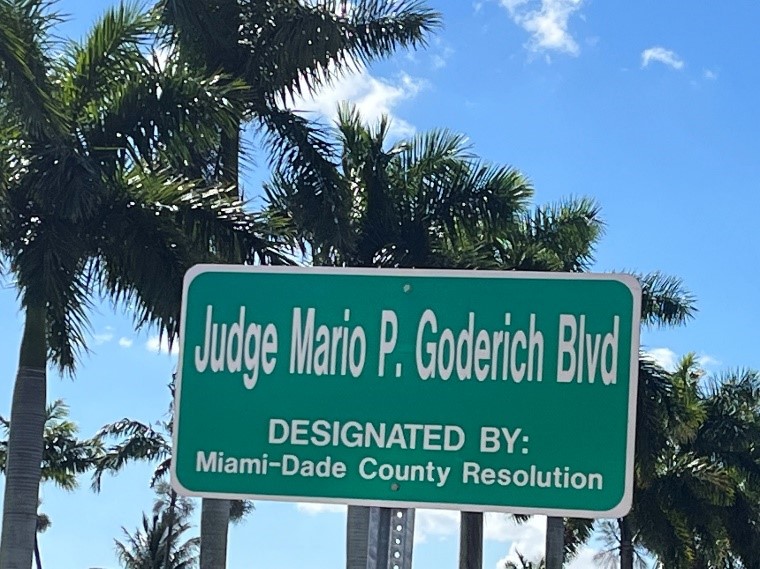 Judge Mario P. Goderich Blvd
DESIGNATED BY:
Miami-Dade County Resolution